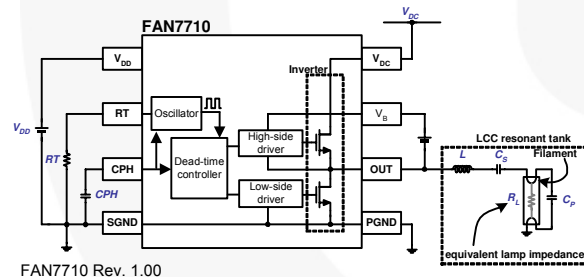 FAN7710
VDC
VDD
VDC
Inverter
RT
Oscillator
VB
VDD
High-side
driver
LCC resonant tank
Filament
L
CS
RT
CPH
Dead-time
controller
OUT
CPH
Low-side
driver
RL
CP
SGND
PGND
equivalent lamp impedance
FAN7710 Rev. 1.00